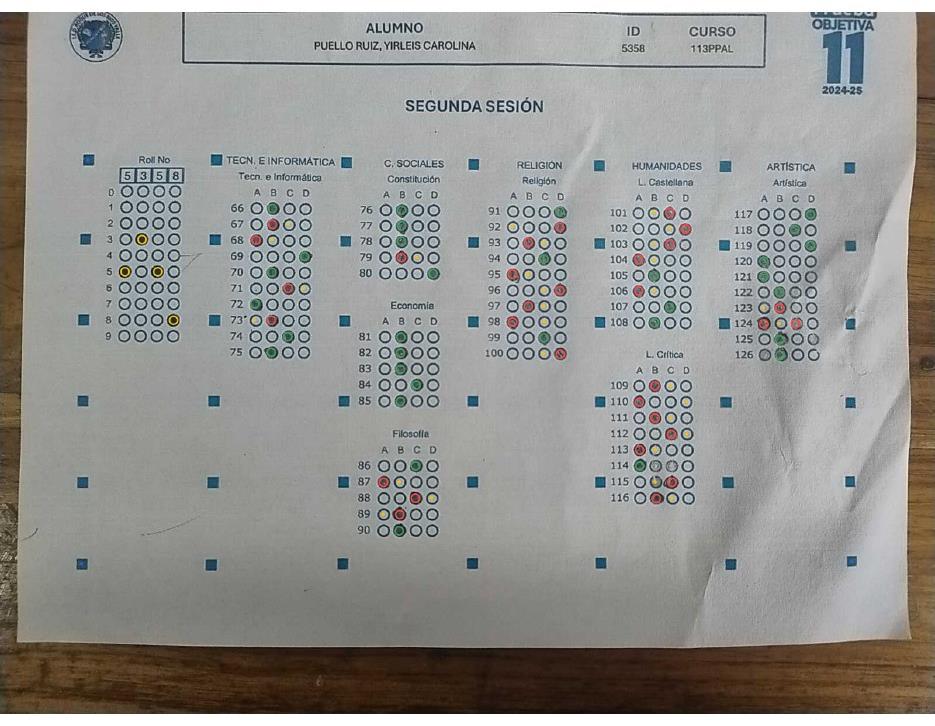 ALUMNO
PUELLO RUIZ, YIRLEIS CAROLINA
ID
5358
CURSO
113PPAL
OBJETIVA
11
2024-25
SEGUNDA SESIÓN
Roll No
5 3 5 8
0
1
2
3
4
5
6
7
8
9
TECN. E INFORMÁTICA
Tecn. e Informática
A B C D
66
67
68
69
70
71
72
73
74
75
C. SOCIALES
Constitución
A B C D
76
77
78
79
80
Economia
A B C D
81
82
83
84
85
Filosofía
A B C D
86
87
88
89
90
RELIGIÓN
Religión
A B C D
91
92
93
94
95
96
97
98
99
100
HUMANIDADES
L. Castellana
A B C D
101
102
103
104
105
106
107
108
L. Crítica
A B C D
109
110
111
112
113
114
115
116
ARTÍSTICA
Artística
A B C D
117
118
119
120
121
122
123
124
125
126